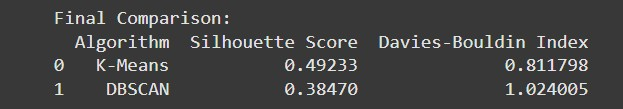 Final Comparison:
Algorithm Silhouette Score Davies-Bouldin Index
0 K-Means 0.49233 0.811798
1 DBSCAN 0.38470 1.024005